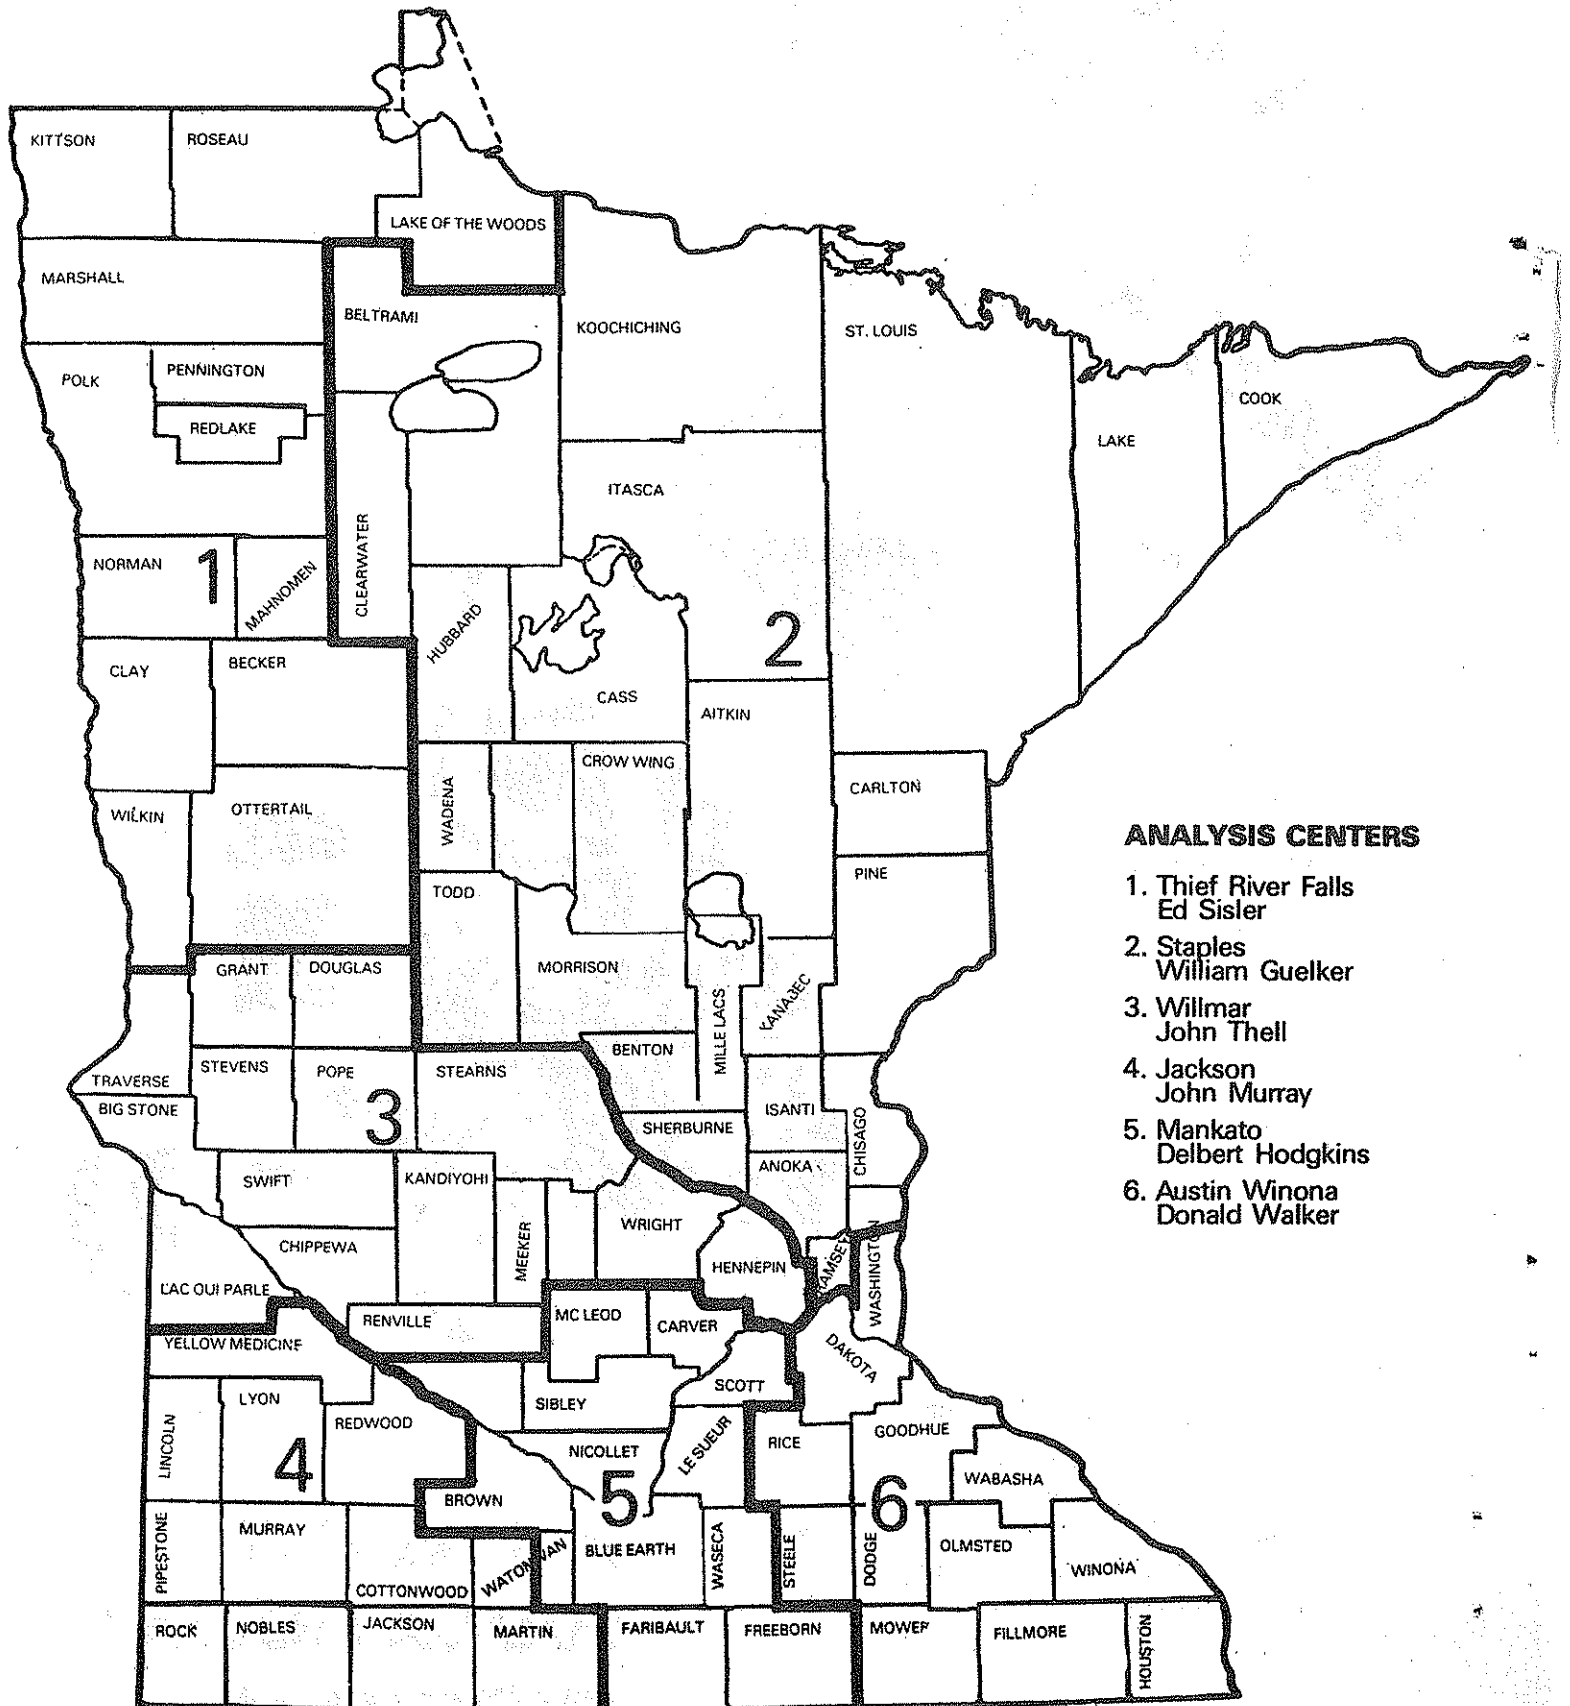 KITTSON
ROSEAU
LAKE OF THE WOODS
MARSHALL
BELTRAMI
KOOCHICHING
ST. LOUIS
POLK
PENNINGTON
REDLAKE
COOK
LAKE
ITASCA
NORMAN
1
MAHNOMEN
CLEARWATER
HUBBARD
2
CLAY
BECKER
CASS
AITKIN
WADENA
CROW WING
CARLTON
WILKIN
OTTERTAIL
PINE
TODD
GRANT
DOUGLAS
MORRISON
MILLE LACS
KANABEC
BENTON
TRAVERSE
STEVENS
POPE
STEARNS
BIG STONE
3
SHERBURNE
ISANTI
CHISAGO
ANOKA
SWIFT
KANDIYOHI
MEEKER
WRIGHT
CHIPPEWA
HENNEPIN
RAMSEY
WASHINGTON
LAC QUI PARLE
RENVILLE
MC LEOD
CARVER
YELLOW MEDICINE
DAKOTA
SCOTT
LINCOLN
LYON
REDWOOD
SIBLEY
LE SUEUR
RICE
GOODHUE
4
NICOLLET
5
6
WABASHA
BROWN
PIPESTONE
MURRAY
COTTONWOOD
WATONWAN
BLUE EARTH
WASECA
STEELE
DODGE
OLMSTED
WINONA
ROCK
NOBLES
JACKSON
MARTIN
FARIBAULT
FREEBORN
MOWER
FILLMORE
HOUSTON
ANALYSIS CENTERS
1. Thief River Falls
Ed Sisler
2. Staples
William Guelker
3. Willmar
John Thell
4. Jackson
John Murray
5. Mankato
Delbert Hodgkins
6. Austin Winona
Donald Walker